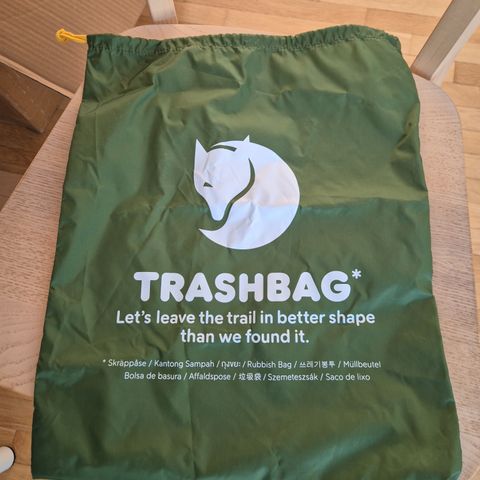 TRASHBAG*
Let's leave the trail in better shape
than we found it.
* Skräppåse / Kantong Sampah / ถุงขยะ / Rubbish Bag / 쓰레기봉투 / Müllbeutel
Bolsa de basura / Affaldspose / 垃圾袋 / Szemeteszsák / Saco de lixo